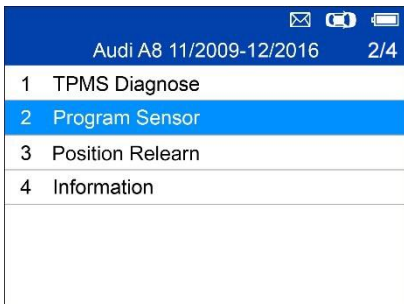 Audi A8 11/2009-12/2016 2/4
1 TPMS Diagnose
2 Program Sensor
3 Position Relearn
4 Information